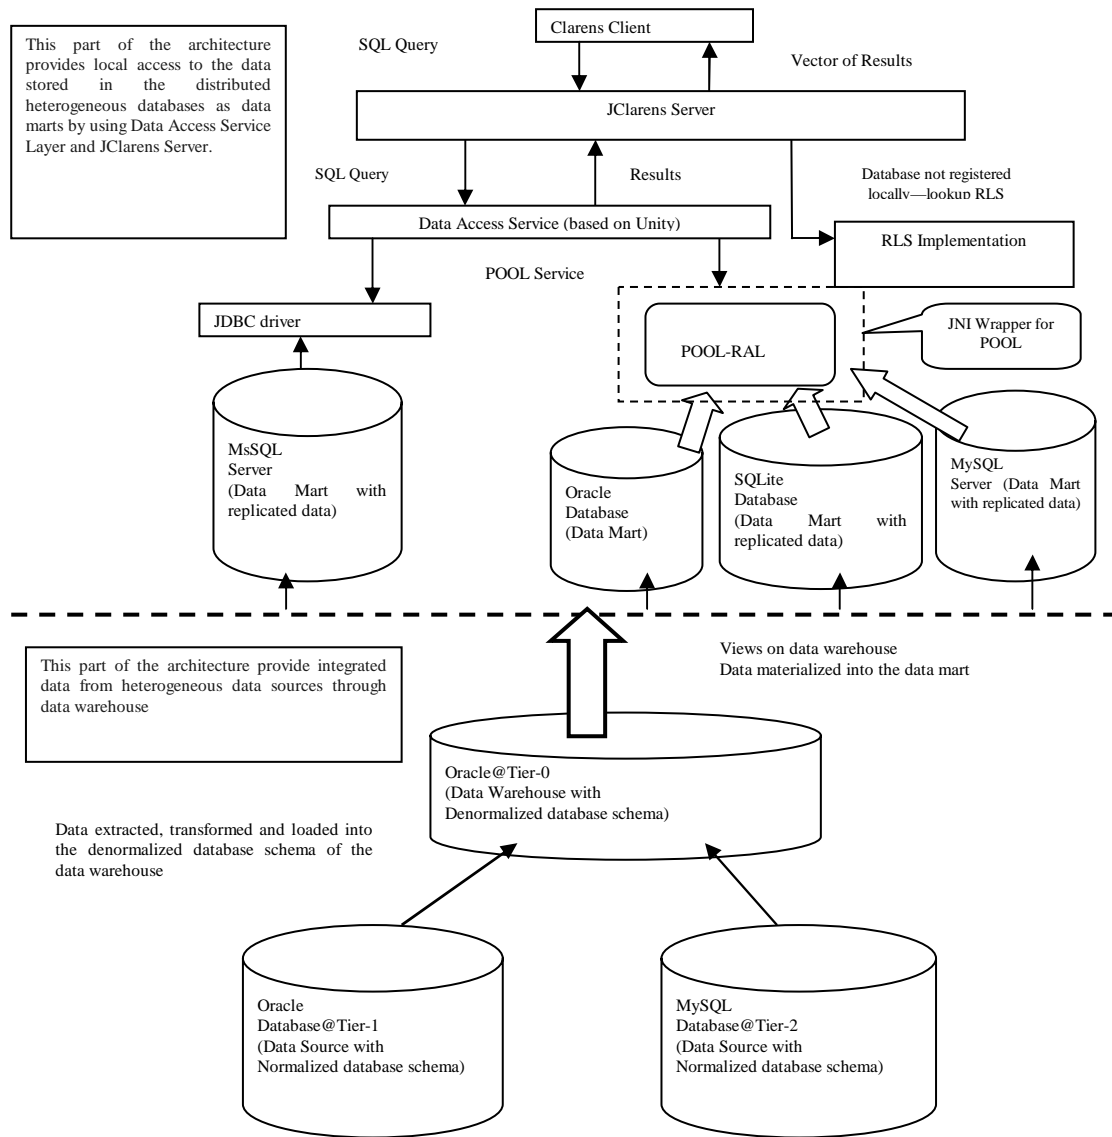 Clarens Client
This part of the architecture
provides local access to the data
stored in the distributed
heterogeneous databases as data
marts by using Data Access Service
Layer and JClarens Server.
SQL Query
Vector of Results
JClarens Server
SQL Query
Results
Database not registered
locally—lookup RLS
Data Access Service (based on Unity)
RLS Implementation
POOL Service
JDBC driver
POOL-RAL
JNI Wrapper for
POOL
MsSQL
Server
(Data Mart with
replicated data)
Oracle
Database
(Data Mart)
SQLite
Database
(Data Mart with
replicated data)
MySQL
Server (Data Mart
with replicated data)
This part of the architecture provide integrated
data from heterogeneous data sources through
data warehouse
Views on data warehouse
Data materialized into the data mart
Oracle@Tier-0
(Data Warehouse with
Denormalized database schema)
Data extracted, transformed and loaded into
the denormalized database schema of the
data warehouse
Oracle
Database@Tier-1
(Data Source with
Normalized database schema)
MySQL
Database@Tier-2
(Data Source with
Normalized database schema)